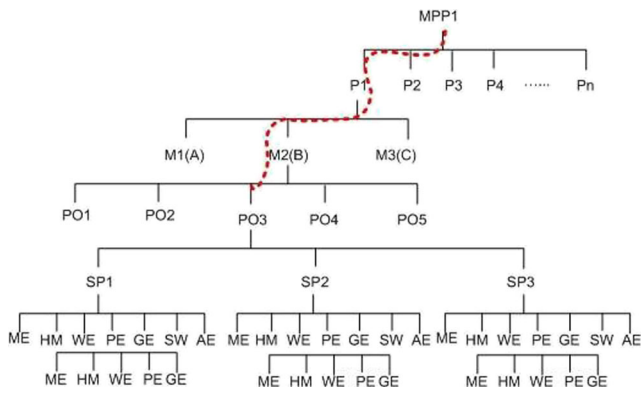 MPP1
P1 P2 P3 P4 ...... Pn
M1(A) M2(B) M3(C)
PO1 PO2 PO3 PO4 PO5
SP1 SP2 SP3
ME HM WE PE GE SW AE ME HM WE PE GE SW AE ME HM WE PE GE SW AE
ME HM WE PE GE ME HM WE PE GE ME HM WE PE GE